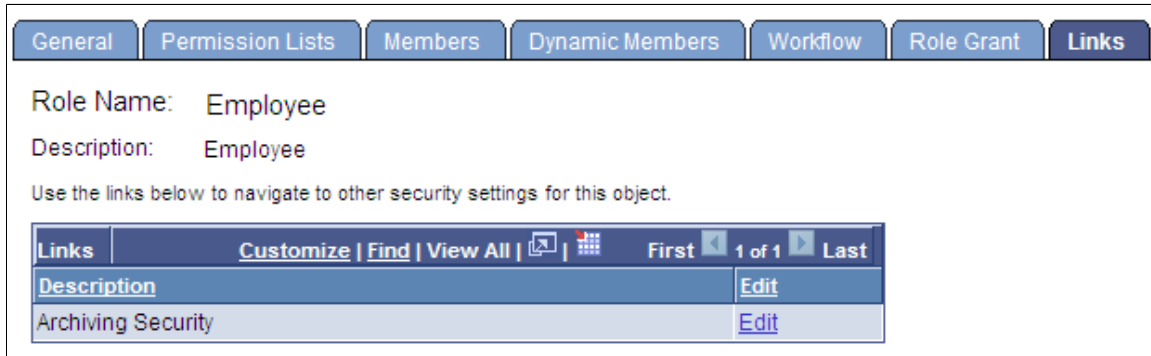 General Permission Lists Members Dynamic Members Workflow Role Grant Links
Role Name: Employee
Description: Employee
Use the links below to navigate to other security settings for this object.
Links Customize | Find | View All | | First 1 of 1 Last
Description Edit
Archiving Security Edit